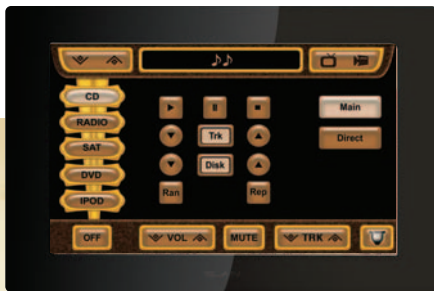 CD
RADIO
SAT
DVD
IPOD
Trk
Disk
Ran
Rep
Main
Direct
OFF
VOL
MUTE
TRK